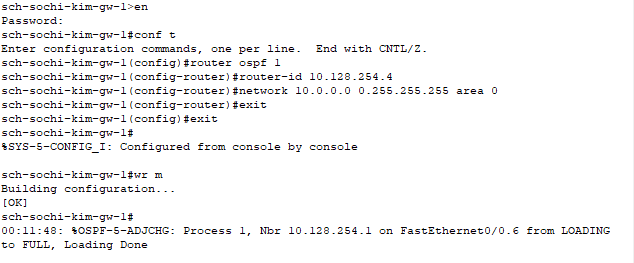 sch-sochi-kim-gw-1>en
Password:
sch-sochi-kim-gw-1#conf t
Enter configuration commands, one per line.  End with CNTL/Z.
sch-sochi-kim-gw-1(config)#router ospf 1
sch-sochi-kim-gw-1(config-router)#router-id 10.128.254.4
sch-sochi-kim-gw-1(config-router)#network 10.0.0.0 0.255.255.255 area 0
sch-sochi-kim-gw-1(config-router)#exit
sch-sochi-kim-gw-1(config)#exit
sch-sochi-kim-gw-1#
%SYS-5-CONFIG_I: Configured from console by console
sch-sochi-kim-gw-1#wr m
Building configuration...
[OK]
sch-sochi-kim-gw-1#
00:11:48: %OSPF-5-ADJCHG: Process 1, Nbr 10.128.254.1 on FastEthernet0/0.6 from LOADING
to FULL, Loading Done